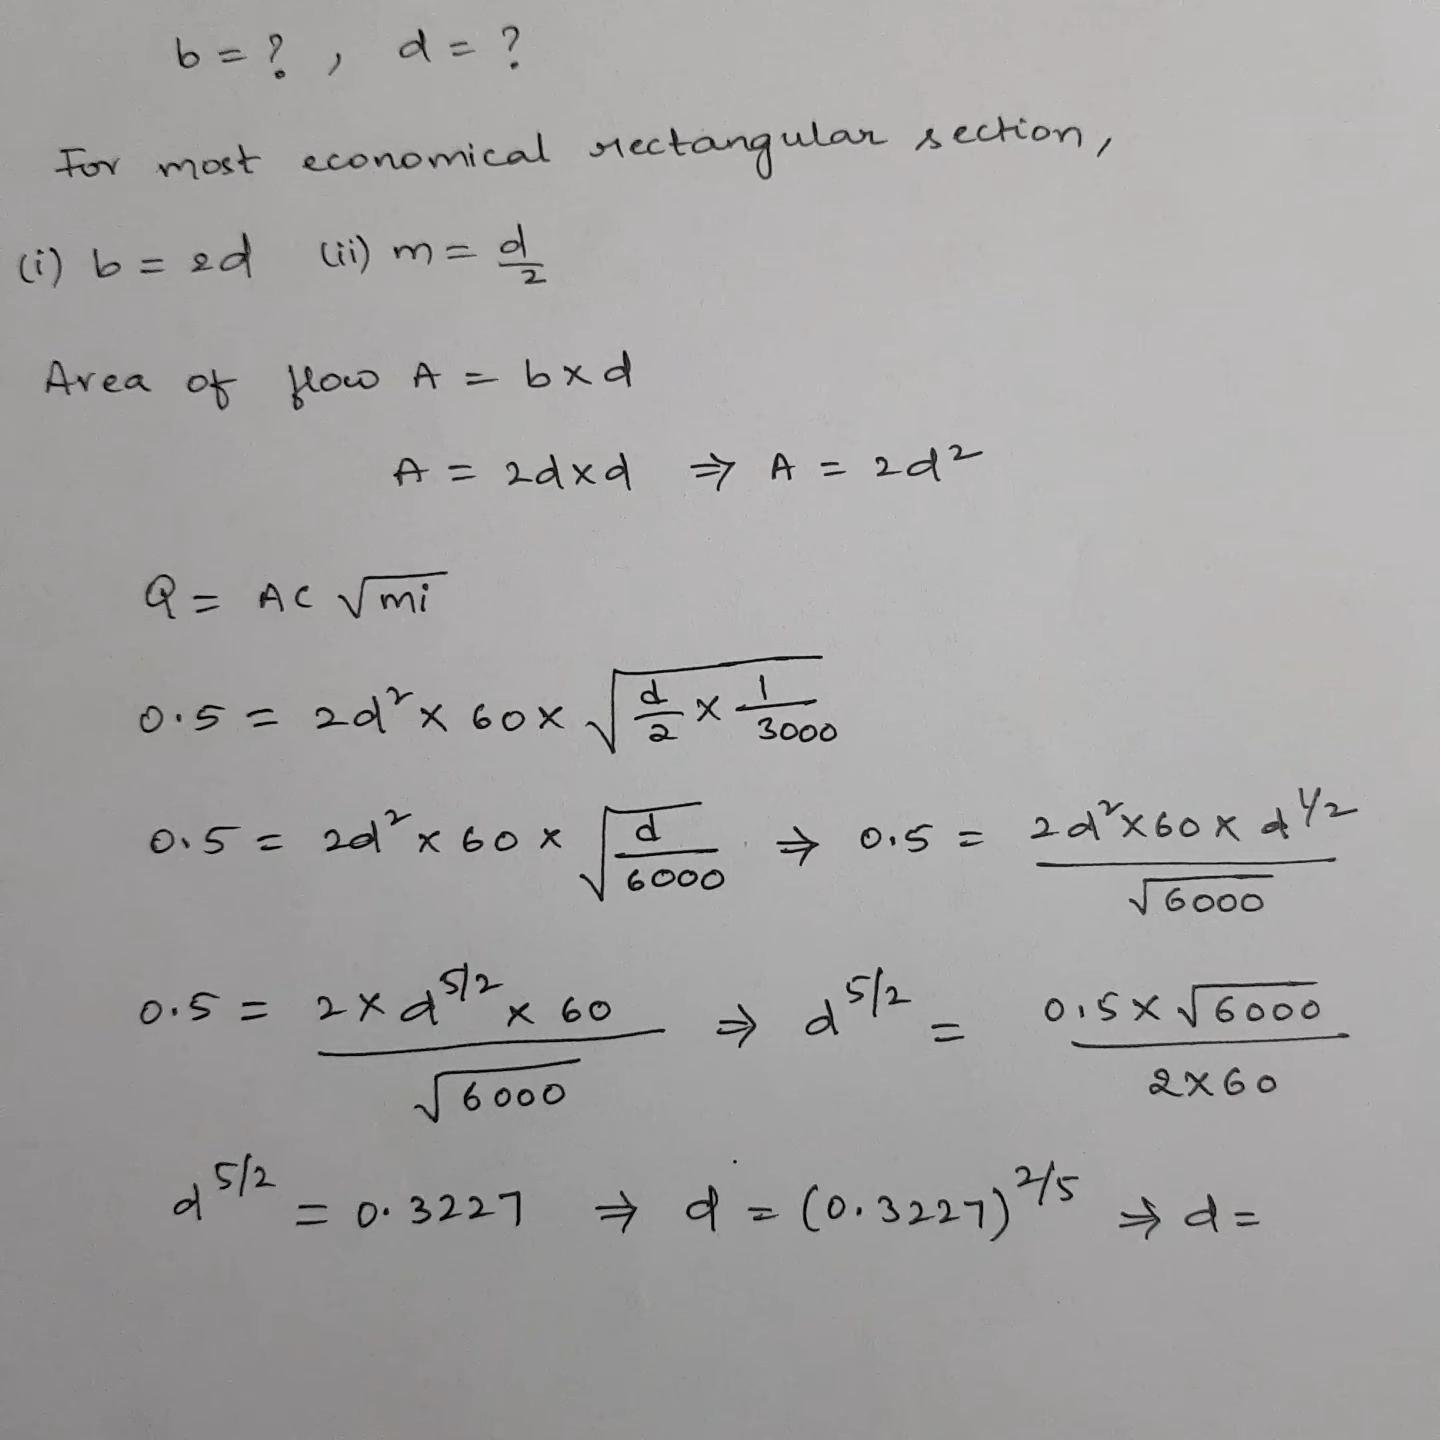 b = ? , d = ?
For most economical rectangular section,
(i) b = 2d (ii) m = d/2
Area of flow A = b x d
A = 2d x d ⇒ A = 2d²
Q = AC √mi
0.5 = 2d² x 60 x √(d/2 x 1/3000)
0.5 = 2d² x 60 x √(d/6000) ⇒ 0.5 = (2d² x 60 x d^1/2)/√6000
0.5 = (2 x d^5/2 x 60)/√6000 ⇒ d^5/2 = (0.5 x √6000)/(2 x 60)
d^5/2 = 0.3227 ⇒ d = (0.3227)^2/5 ⇒ d =